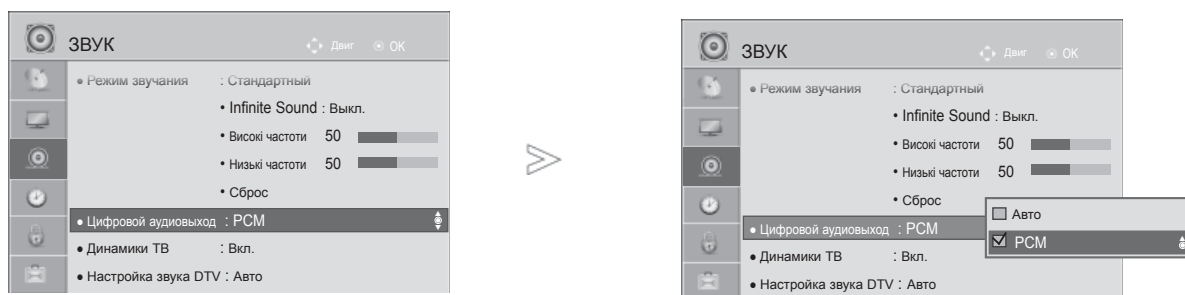 ЗВУК
Двиг ОК
• Режим звучания : Стандартный
• Infinite Sound : Выкл.
• Високі частоти 50
• Низькі частоти 50
• Сброс
• Цифровой аудиовыход : PCM
• Динамики ТВ : Вкл.
• Настройка звука DTV : Авто
ЗВУК
Двиг ОК
• Режим звучания : Стандартный
• Infinite Sound : Выкл.
• Високі частоти 50
• Низькі частоти 50
• Сброс
• Цифровой аудиовыход : PCM
• Динамики ТВ : Вкл.
• Настройка звука DTV : Авто
Авто
PCM